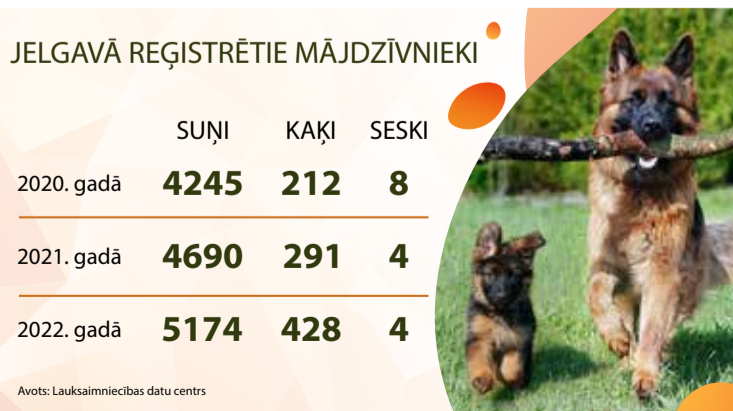 JELGAVĀ REĢISTRĒTIE MĀJDZĪVNIEKI
SUŅI KAĶI SESKI
2020. gadā 4245 212 8
2021. gadā 4690 291 4
2022. gadā 5174 428 4
Avots: Lauksaimniecības datu centrs